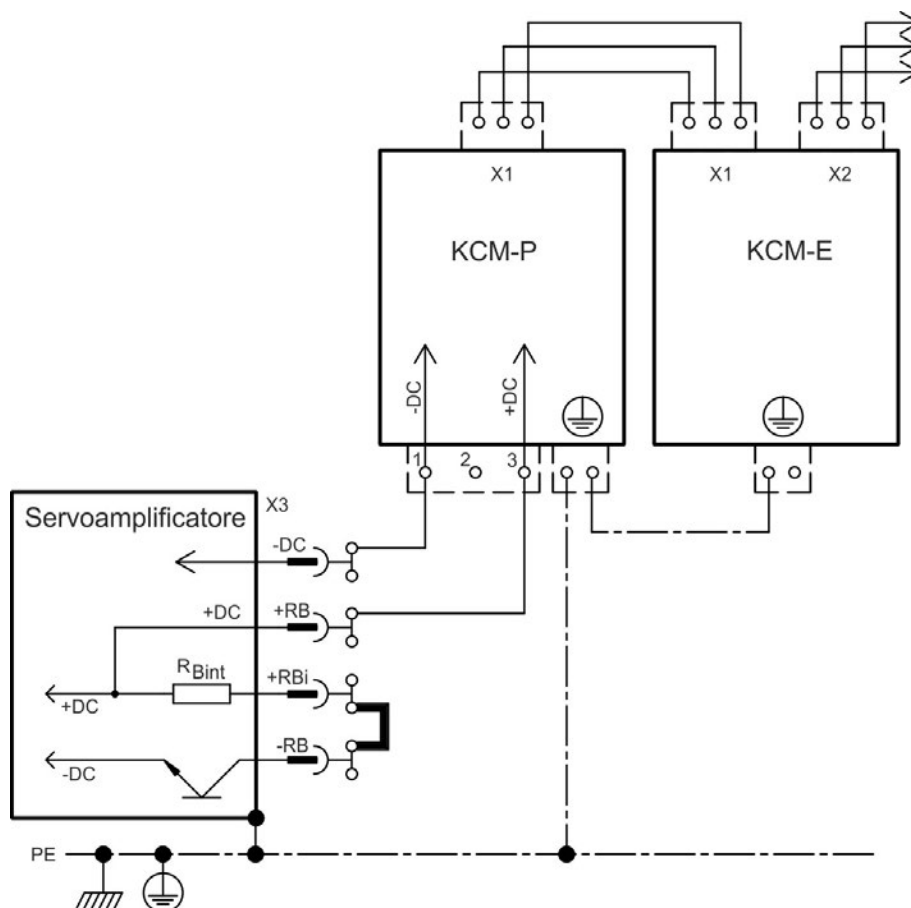 X1
X1 X2
KCM-P
KCM-E
-DC
+DC
1 2 3
Servoamplificatore
X3
-DC
+DC +RB
RBint
+RBi
+DC
-RB
-DC
PE